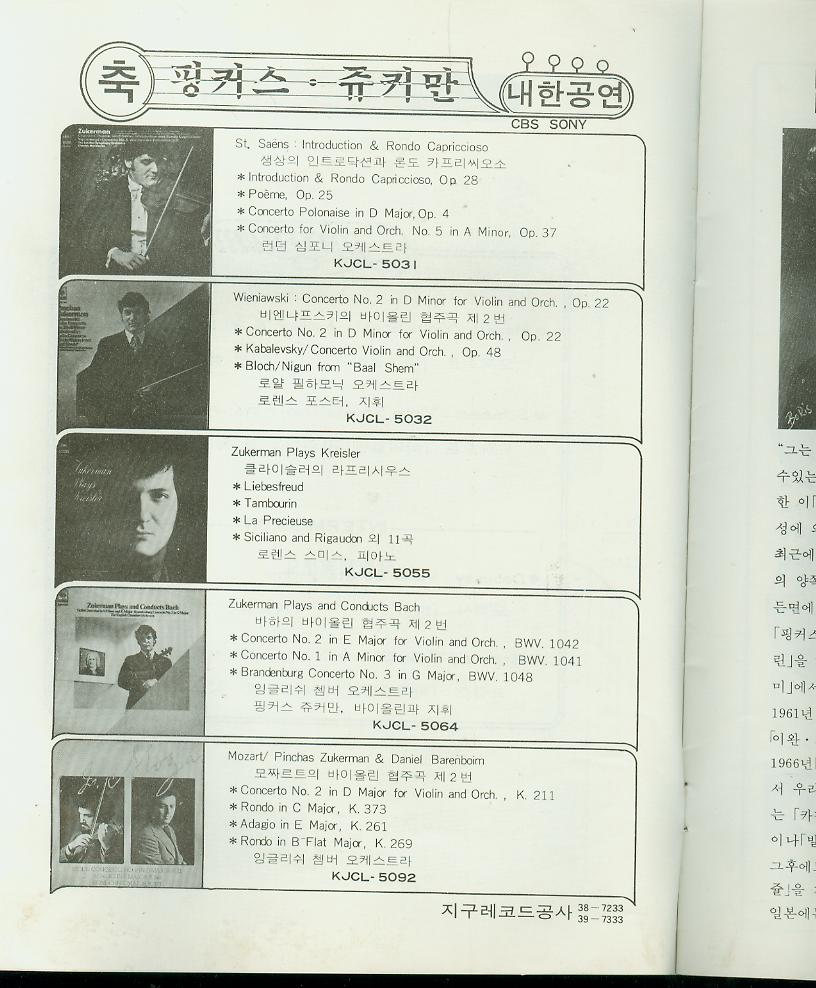 축 핑커스·쥬커만 내한공연
CBS SONY
Zukerman
St. Saëns : Introduction & Rondo Capriccioso
생상의 인트로닥션과 론도 카프리씨오소
* Introduction & Rondo Capriccioso, Op. 28
* Poëme, Op. 25
* Concerto Polonaise in D Major, Op. 4
* Concerto for Violin and Orch. No. 5 in A Minor, Op. 37
런던 심포니 오케스트라
KJCL-5031
Wieniawski : Concerto No. 2 in D Minor for Violin and Orch., Op. 22
비엔냐프스키의 바이올린 협주곡 제 2 번
* Concerto No. 2 in D Minor for Violin and Orch., Op. 22
* Kabalevsky/Concerto Violin and Orch., Op. 48
* Bloch/Nigun from "Baal Shem"
로얄 필하모닉 오케스트라
로렌스 포스터, 지휘
KJCL-5032
Zukerman
Plays
Kreisler
Zukerman Plays Kreisler
클라이슬러의 라프리시우스
* Liebesfreud
* Tambourin
* La Precieuse
* Siciliano and Rigaudon 외 11곡
로렌스 스미스, 피아노
KJCL-5055
Zukerman Plays and Conducts Bach
Zukerman Plays and Conducts Bach
바하의 바이올린 협주곡 제 2 번
* Concerto No. 2 in E Major for Violin and Orch., BWV. 1042
* Concerto No. 1 in A Minor for Violin and Orch., BWV. 1041
* Brandenburg Concerto No. 3 in G Major, BWV. 1048
잉글리쉬 쳄버 오케스트라
핑커스 쥬커만, 바이올린과 지휘
KJCL-5064
Mozart/ Pinchas Zukerman & Daniel Barenboim
모짜르트의 바이올린 협주곡 제 2 번
* Concerto No. 2 in D Major for Violin and Orch., K. 211
* Rondo in C Major, K. 373
* Adagio in E Major, K. 261
* Rondo in B-Flat Major, K. 269
잉글리쉬 쳄버 오케스트라
KJCL-5092
지구레코드공사 38-7233
39-7333
Boris
"그는
수있는
한 이「
성에
최근에
의 양쪽
든면에
「핑커스
린」을
미」에서
1961년
「이완·
1966년
서 우리
는「카
이나「발
그후에도
쥴」을
일본에